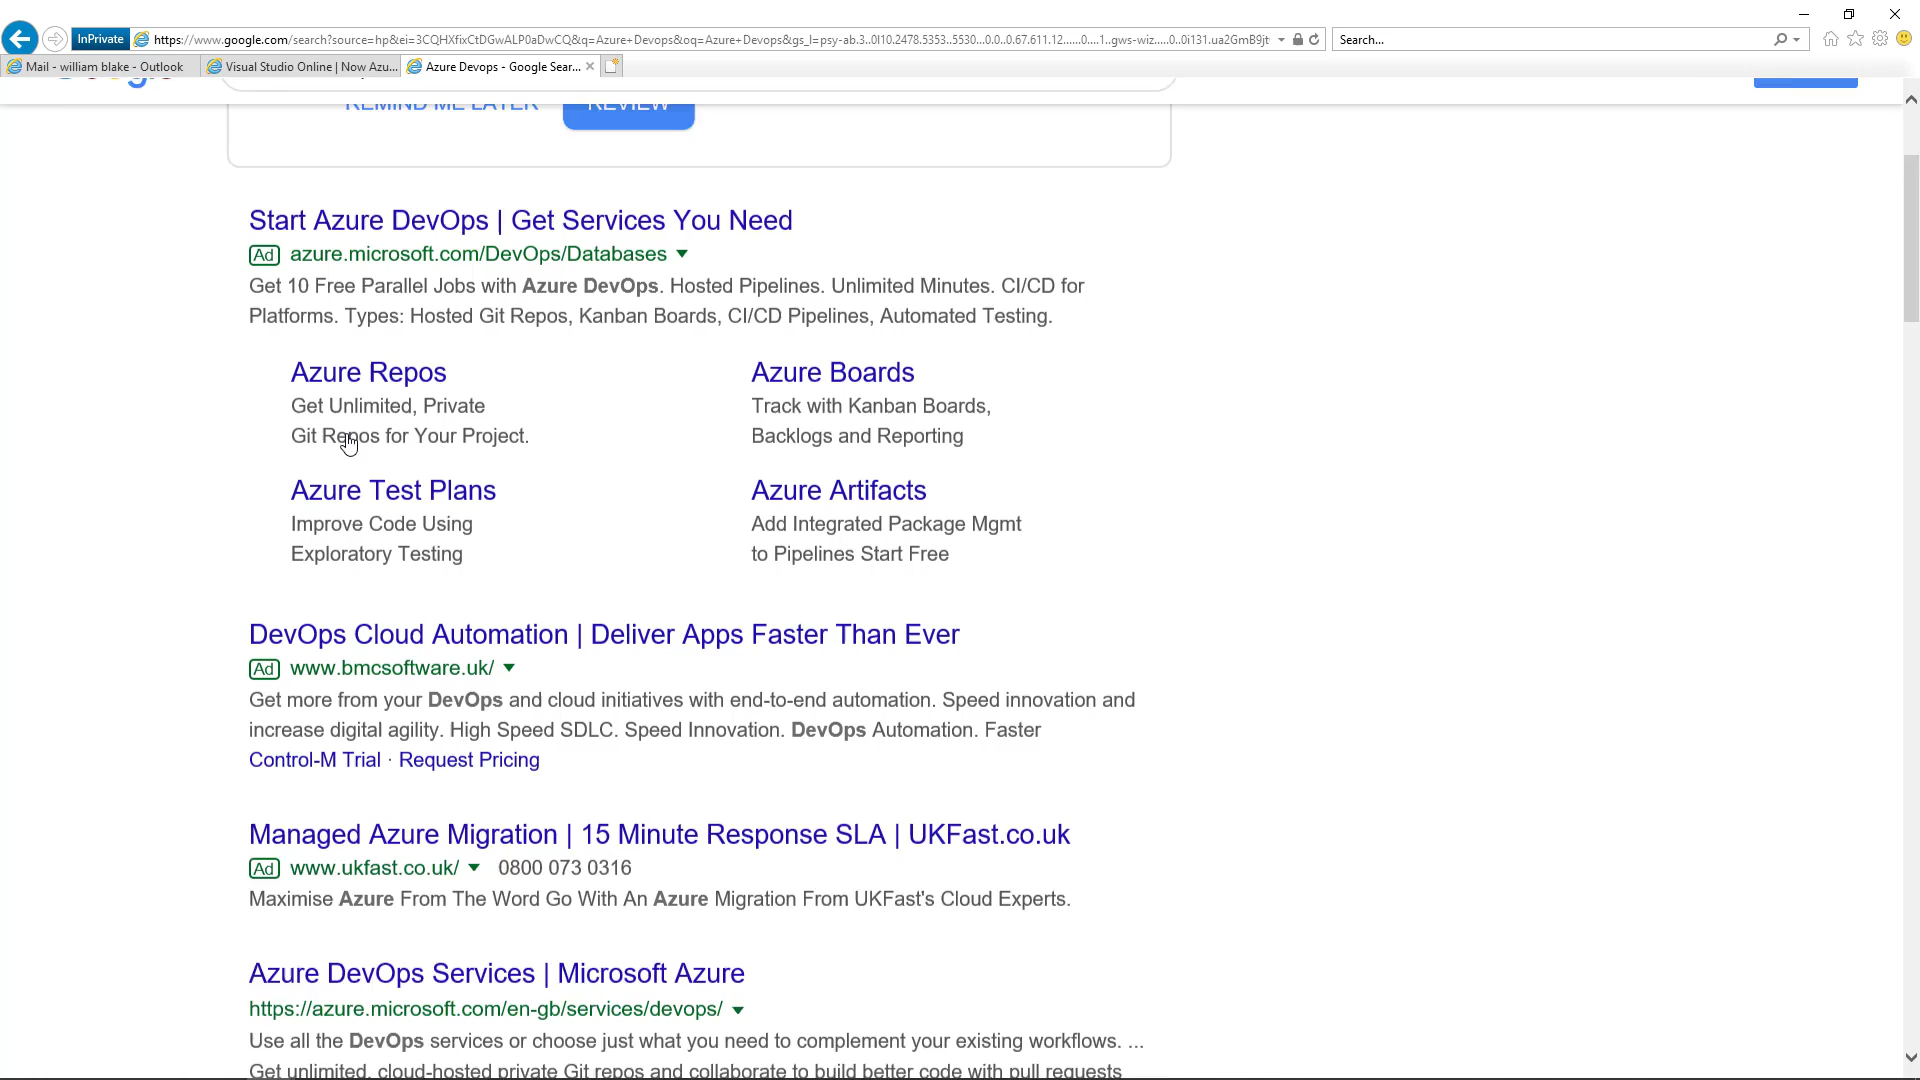 InPrivate
https://www.google.com/search?source=hp&ei=3CQHXfixCtDGwALP0aDwCQ&q=Azure+Devops&oq=Azure+Devops&gs_l=psy-ab.3..0l10.2478.5353..5530...0.0..0.67.611.12......0....1..gws-wiz.....0..0i131.ua2GmB9jt
Search...
Mail - william blake - Outlook
Visual Studio Online | Now Azu...
Azure Devops - Google Sear...
REMIND ME LATER
REVIEW
Start Azure DevOps | Get Services You Need
Ad azure.microsoft.com/DevOps/Databases
Get 10 Free Parallel Jobs with Azure DevOps. Hosted Pipelines. Unlimited Minutes. CI/CD for
Platforms. Types: Hosted Git Repos, Kanban Boards, CI/CD Pipelines, Automated Testing.
Azure Repos
Get Unlimited, Private
Git Repos for Your Project.
Azure Boards
Track with Kanban Boards,
Backlogs and Reporting
Azure Test Plans
Improve Code Using
Exploratory Testing
Azure Artifacts
Add Integrated Package Mgmt
to Pipelines Start Free
DevOps Cloud Automation | Deliver Apps Faster Than Ever
Ad www.bmcsoftware.uk/
Get more from your DevOps and cloud initiatives with end-to-end automation. Speed innovation and
increase digital agility. High Speed SDLC. Speed Innovation. DevOps Automation. Faster
Control-M Trial · Request Pricing
Managed Azure Migration | 15 Minute Response SLA | UKFast.co.uk
Ad www.ukfast.co.uk/ 0800 073 0316
Maximise Azure From The Word Go With An Azure Migration From UKFast's Cloud Experts.
Azure DevOps Services | Microsoft Azure
https://azure.microsoft.com/en-gb/services/devops/
Use all the DevOps services or choose just what you need to complement your existing workflows. ...
Get unlimited, cloud-hosted private Git repos and collaborate to build better code with pull requests